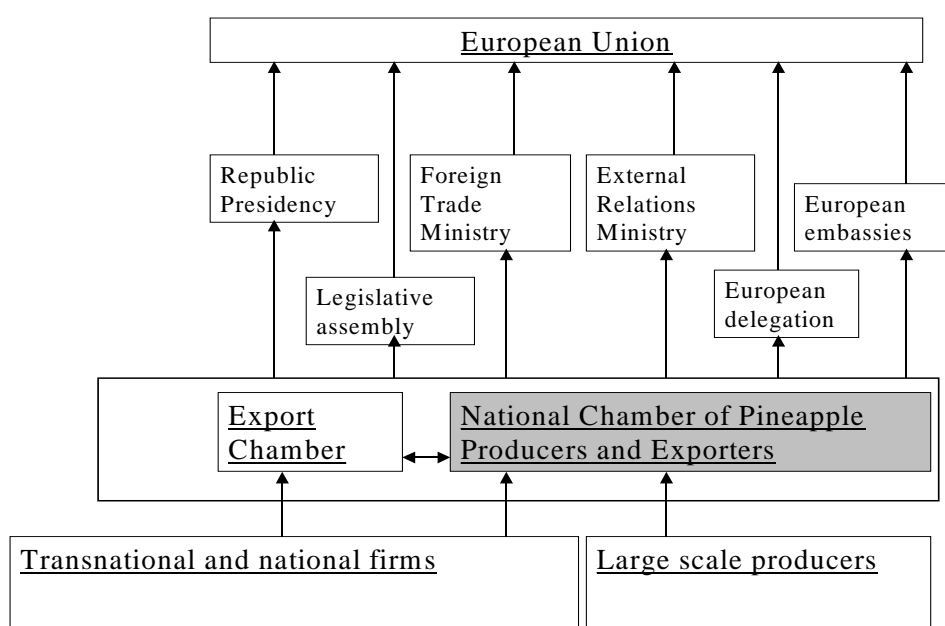 European Union
Republic
Presidency
Foreign
Trade
Ministry
External
Relations
Ministry
European
embassies
Legislative
assembly
European
delegation
Export
Chamber
National Chamber of Pineapple
Producers and Exporters
Transnational and national firms
Large scale producers